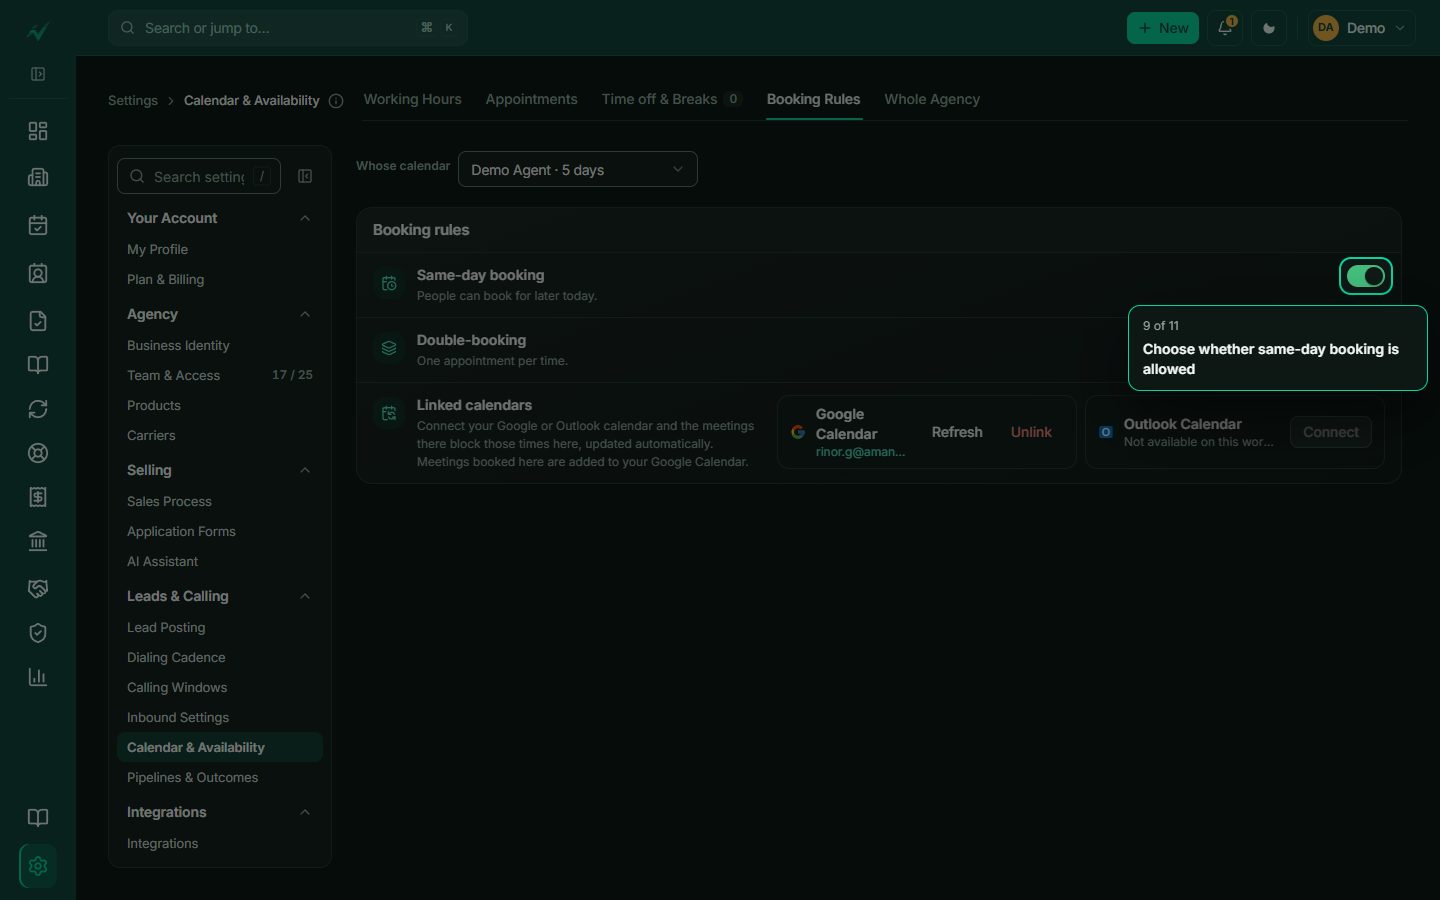 Search or jump to...
⌘ K
New
1
DA
Demo
Settings
Calendar & Availability
Working Hours
Appointments
Time off & Breaks 0
Booking Rules
Whole Agency
Search setting
/
Your Account
My Profile
Plan & Billing
Agency
Business Identity
Team & Access 17 / 25
Products
Carriers
Selling
Sales Process
Application Forms
AI Assistant
Leads & Calling
Lead Posting
Dialing Cadence
Calling Windows
Inbound Settings
Calendar & Availability
Pipelines & Outcomes
Integrations
Integrations
Whose calendar
Demo Agent · 5 days
Booking rules
Same-day booking
People can book for later today.
9 of 11
Choose whether same-day booking is
allowed
Double-booking
One appointment per time.
Linked calendars
Connect your Google or Outlook calendar and the meetings
there block those times here, updated automatically.
Meetings booked here are added to your Google Calendar.
Google
Calendar
rinor.g@aman...
Refresh
Unlink
Outlook Calendar
Not available on this wor...
Connect